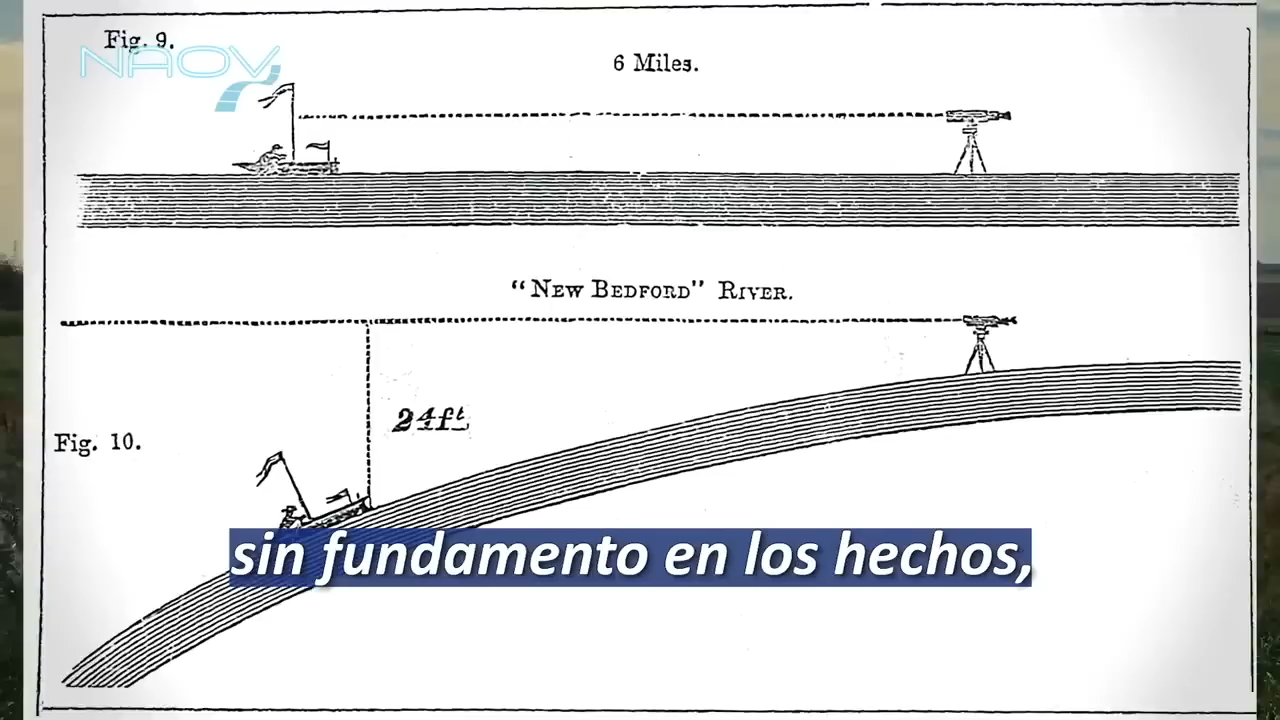 Fig. 9.
NAOV
6 Miles.
"New Bedford" River.
24ft.
Fig. 10.
sin fundamento en los hechos,